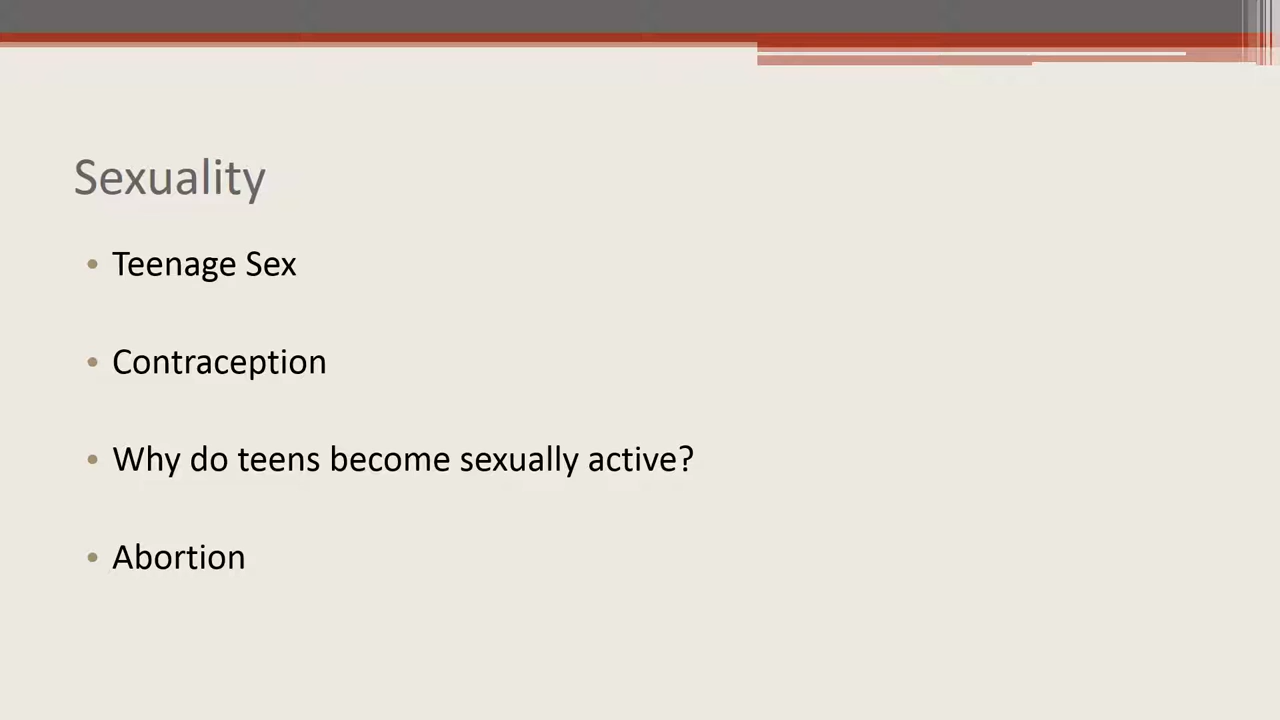 Sexuality
• Teenage Sex
• Contraception
• Why do teens become sexually active?
• Abortion